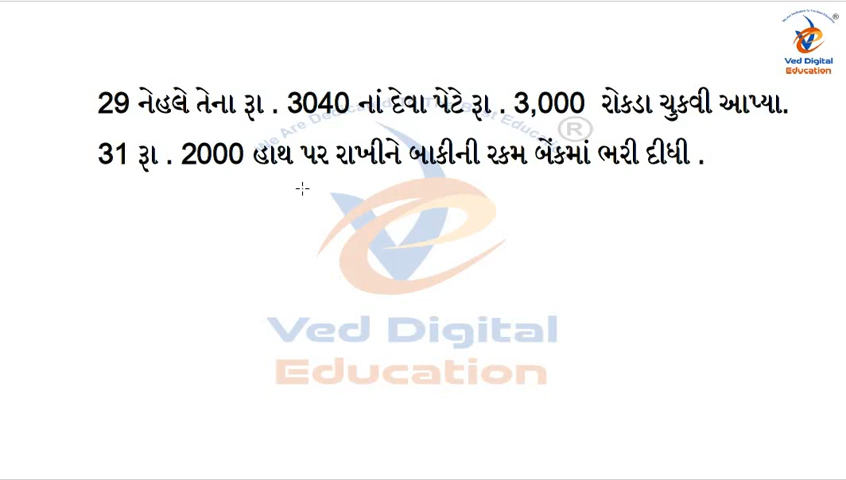 Ved Digital
Education
29 નેહલે તેના રૂા . 3040 નાં દેવા પેટે રૂા . 3,000 રોકડા ચુકવી આપ્યા.
31 રૂા . 2000 હાથ પર રાખીને બાકીની રકમ બેંકમાં ભરી દીધી .
®
Ved Digital
Education